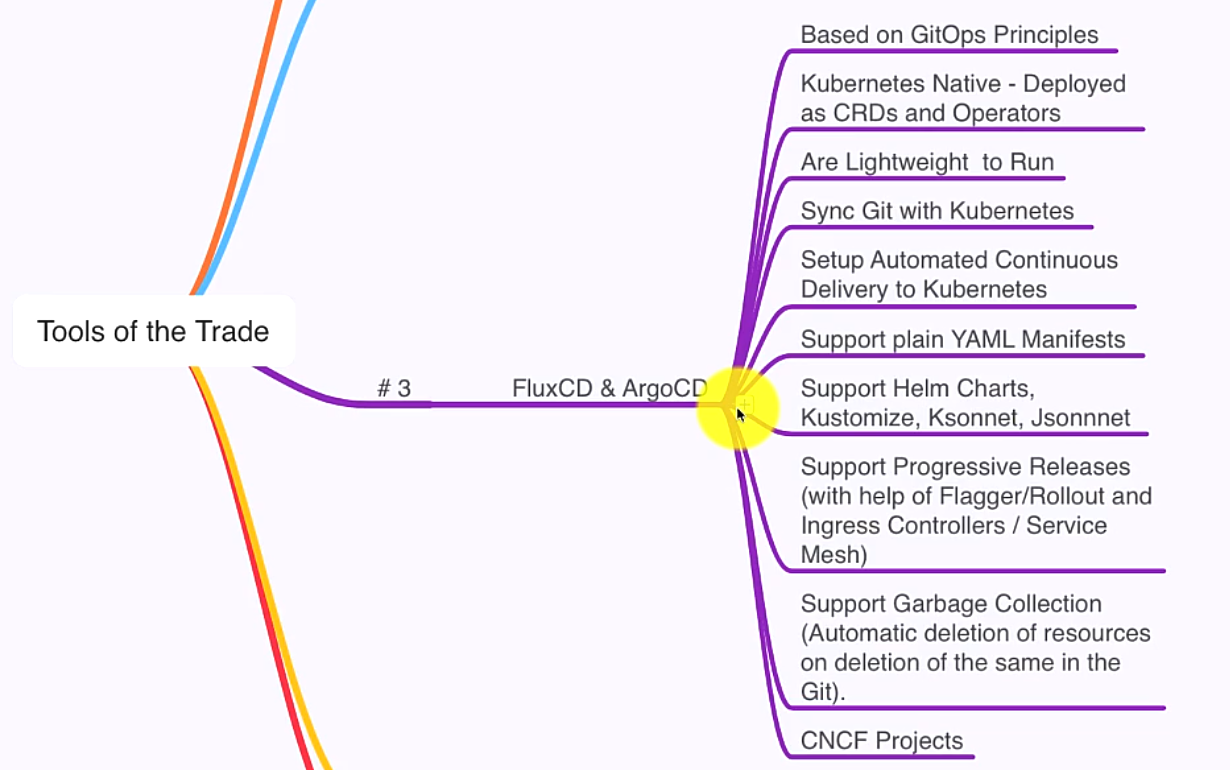 Tools of the Trade
# 3
FluxCD & ArgoCD
Based on GitOps Principles
Kubernetes Native - Deployed
as CRDs and Operators
Are Lightweight  to Run
Sync Git with Kubernetes
Setup Automated Continuous
Delivery to Kubernetes
Support plain YAML Manifests
Support Helm Charts,
Kustomize, Ksonnet, Jsonnnet
Support Progressive Releases
(with help of Flagger/Rollout and
Ingress Controllers / Service
Mesh)
Support Garbage Collection
(Automatic deletion of resources
on deletion of the same in the
Git).
CNCF Projects